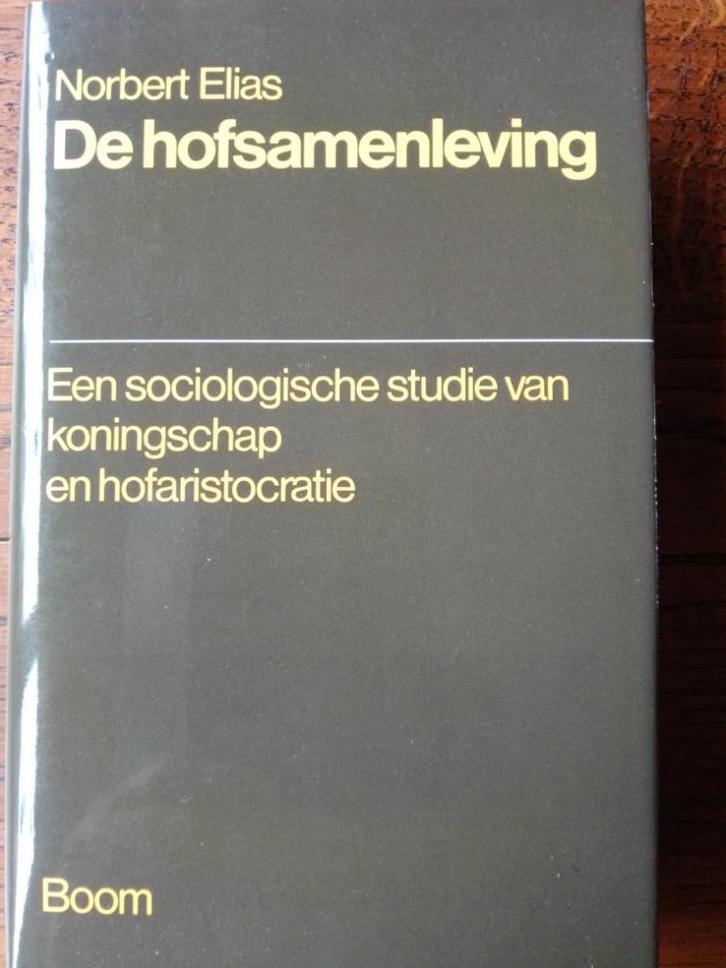 Norbert Elias
De hofsamenleving
Een sociologische studie van
koningschap
en hofaristocratie
Boom